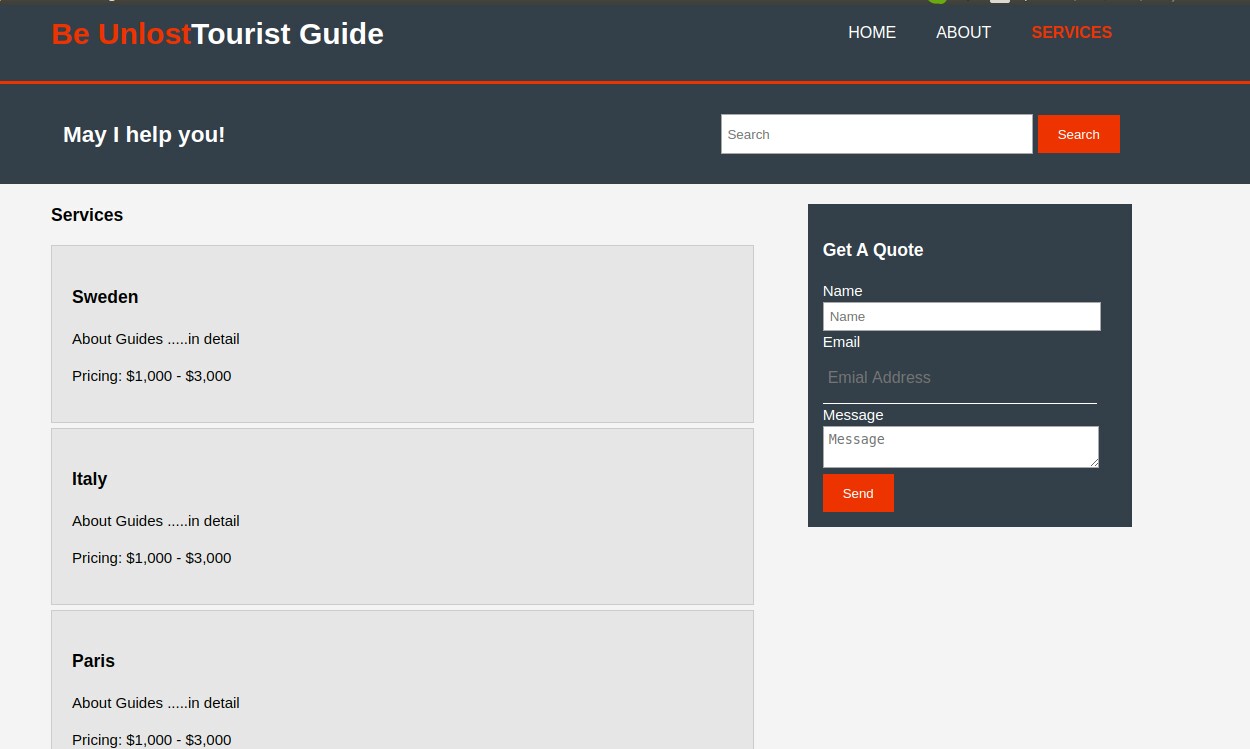 Be UnlostTourist Guide
HOME ABOUT SERVICES
May I help you!
Search Search
Services
Sweden
About Guides .....in detail
Pricing: $1,000 - $3,000
Italy
About Guides .....in detail
Pricing: $1,000 - $3,000
Paris
About Guides .....in detail
Pricing: $1,000 - $3,000
Get A Quote
Name
Name
Email
Emial Address
Message
Message
Send